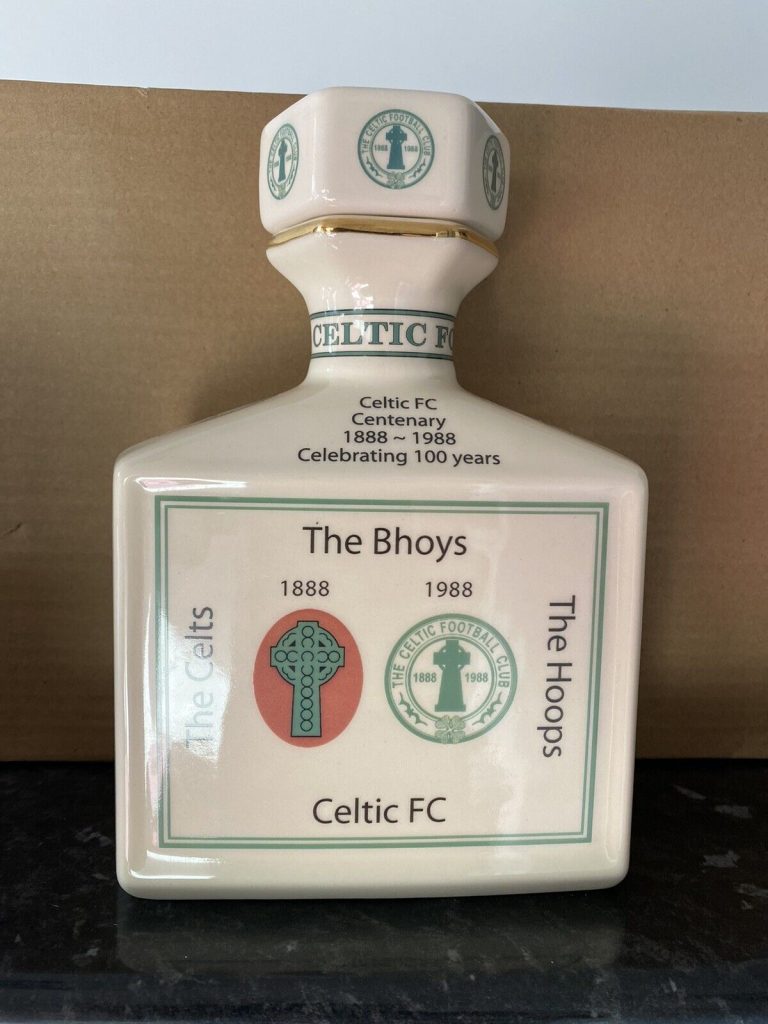 THE CELTIC FOOTBALL CLUB
1888 1988
CELTIC FO
Celtic FC
Centenary
1888 ~ 1988
Celebrating 100 years
The Bhoys
1888
1988
The Celts
THE CELTIC FOOTBALL CLUB
1888 1988
The Hoops
Celtic FC